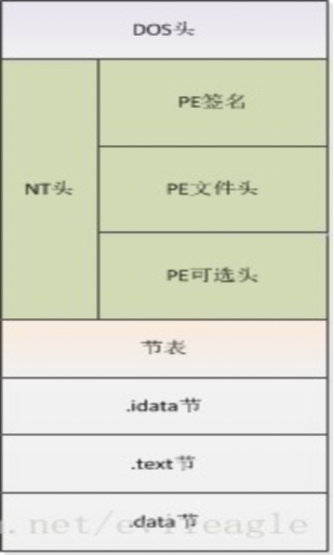 DOS头
PE签名
NT头
PE文件头
PE可选头
节表
.idata节
.text节
.data节
.net/evileagle